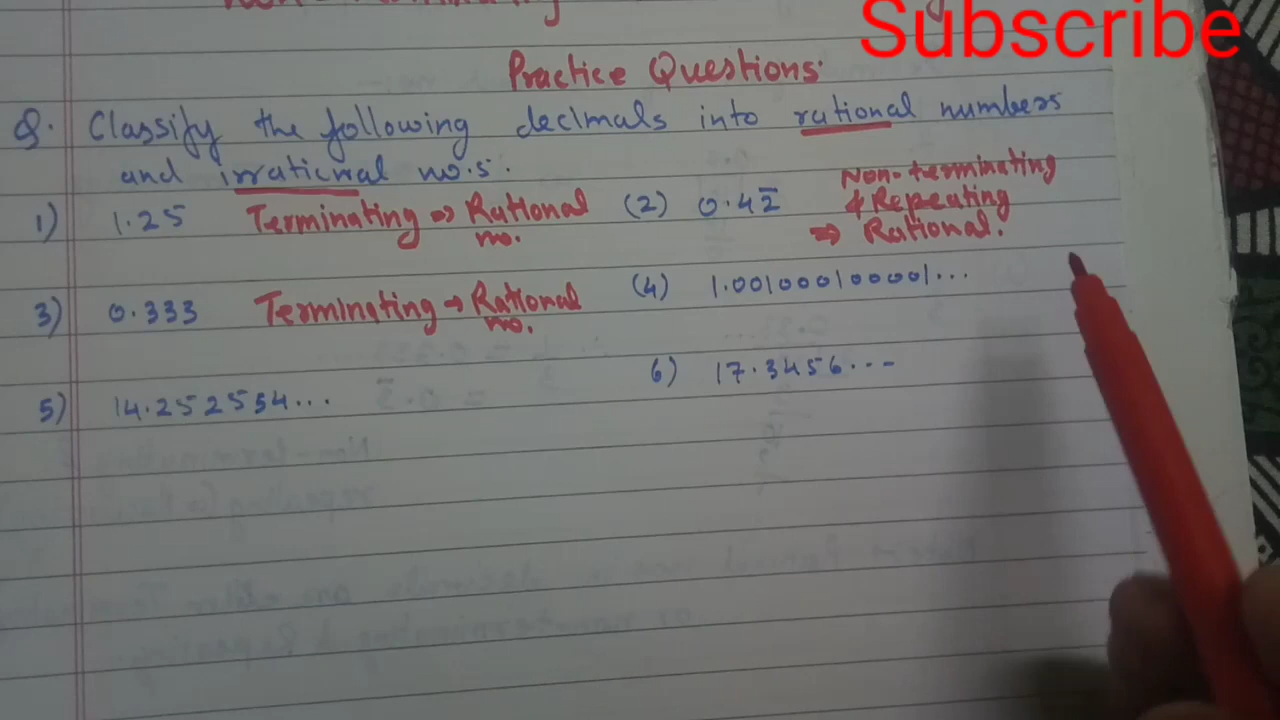 Subscribe
Practice Questions.
Q. Classify the following decimals into rational numbers
and irrational no.s.
1) 1.25 Terminating ⇒ Rational no.
(2) 0.42̅ Non-terminating & Repeating ⇒ Rational.
3) 0.333 Terminating → Rational no.
(4) 1.001000100001...
5) 14.252554...
6) 17.3456...